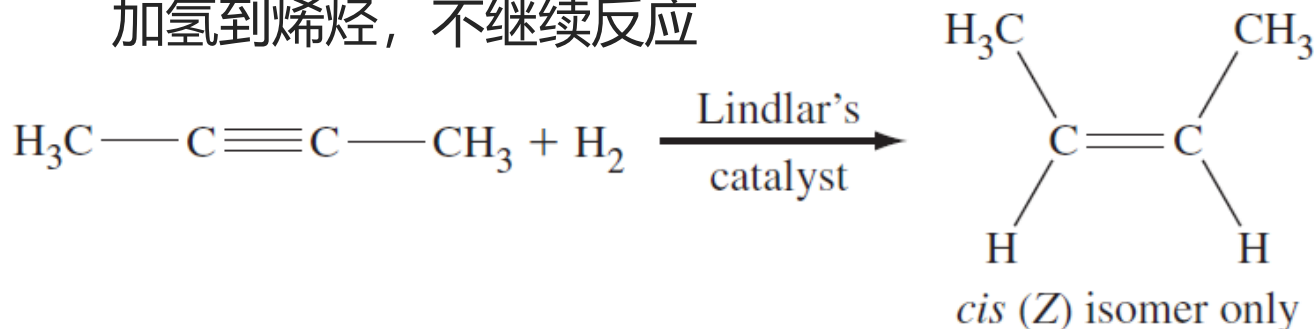 加氢到烯烃，不继续反应
H₃C—C≡C—CH₃ + H₂
Lindlar's
catalyst
H₃C CH₃
C=C
H H
cis (Z) isomer only